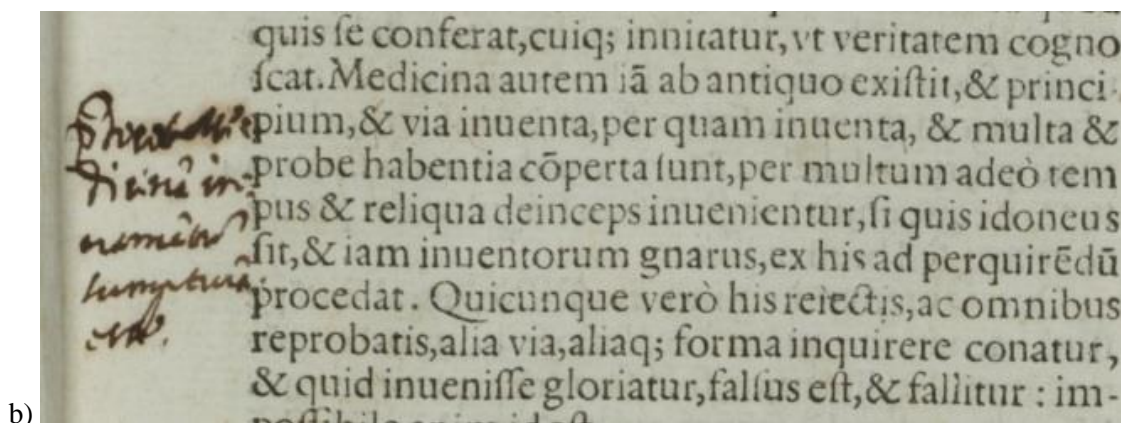 quis se conferat,cuiq; innitatur,vt veritatem cogno
ſcat.Medicina autem iā ab antiquo exiſtit,& princi-
pium,& via inuenta,per quam inuenta, & multa &
probe habentia cōperta ſunt,per multum adeò tem
pus & reliqua deinceps inuenientur,ſi quis idoneus
ſit,& iam inuentorum gnarus,ex his ad perquirēdū
procedat. Quicunque verò his reiectis,ac omnibus
reprobatis,alia via,aliaq; forma inquirere conatur,
& quid inueniſſe gloriatur,falſus eſt,& fallitur : im-
b)